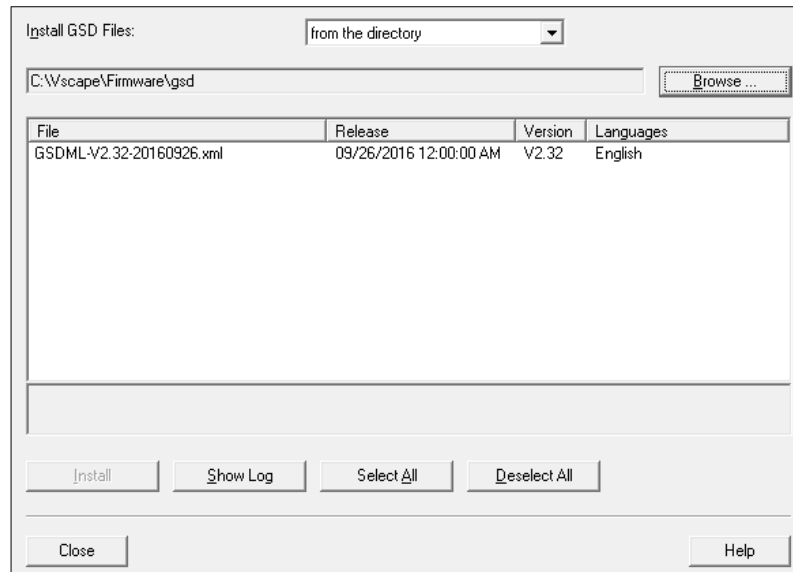 Install GSD Files: from the directory
C:\Vscape\Firmware\gsd Browse ...
File Release Version Languages
GSDML-V2.32-20160926.xml 09/26/2016 12:00:00 AM V2.32 English
Install Show Log Select All Deselect All
Close Help